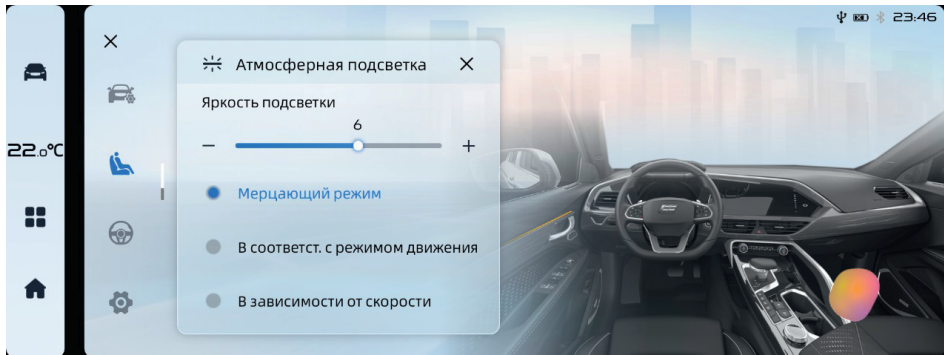 23:46
Атмосферная подсветка
Яркость подсветки
6
22.0°C
Мерцающий режим
В соответст. с режимом движения
В зависимости от скорости